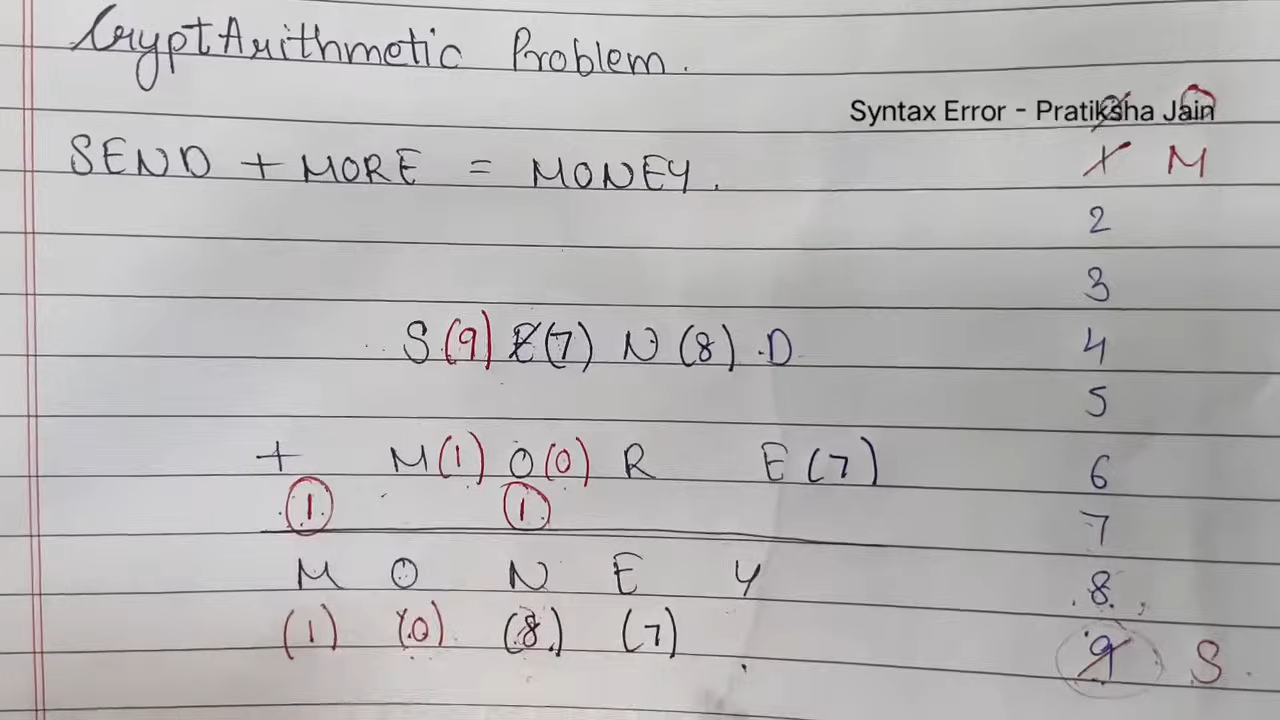 CryptArithmetic Problem.
Syntax Error - Pratiksha Jain
SEND + MORE = MONEY.
1 M
2
3
S(9) E(7) N(8) D
4
5
+ M(1) O(0) R E(7)
6
1 1
7
M O N E Y
8
(1) (0) (8) (7)
9 S